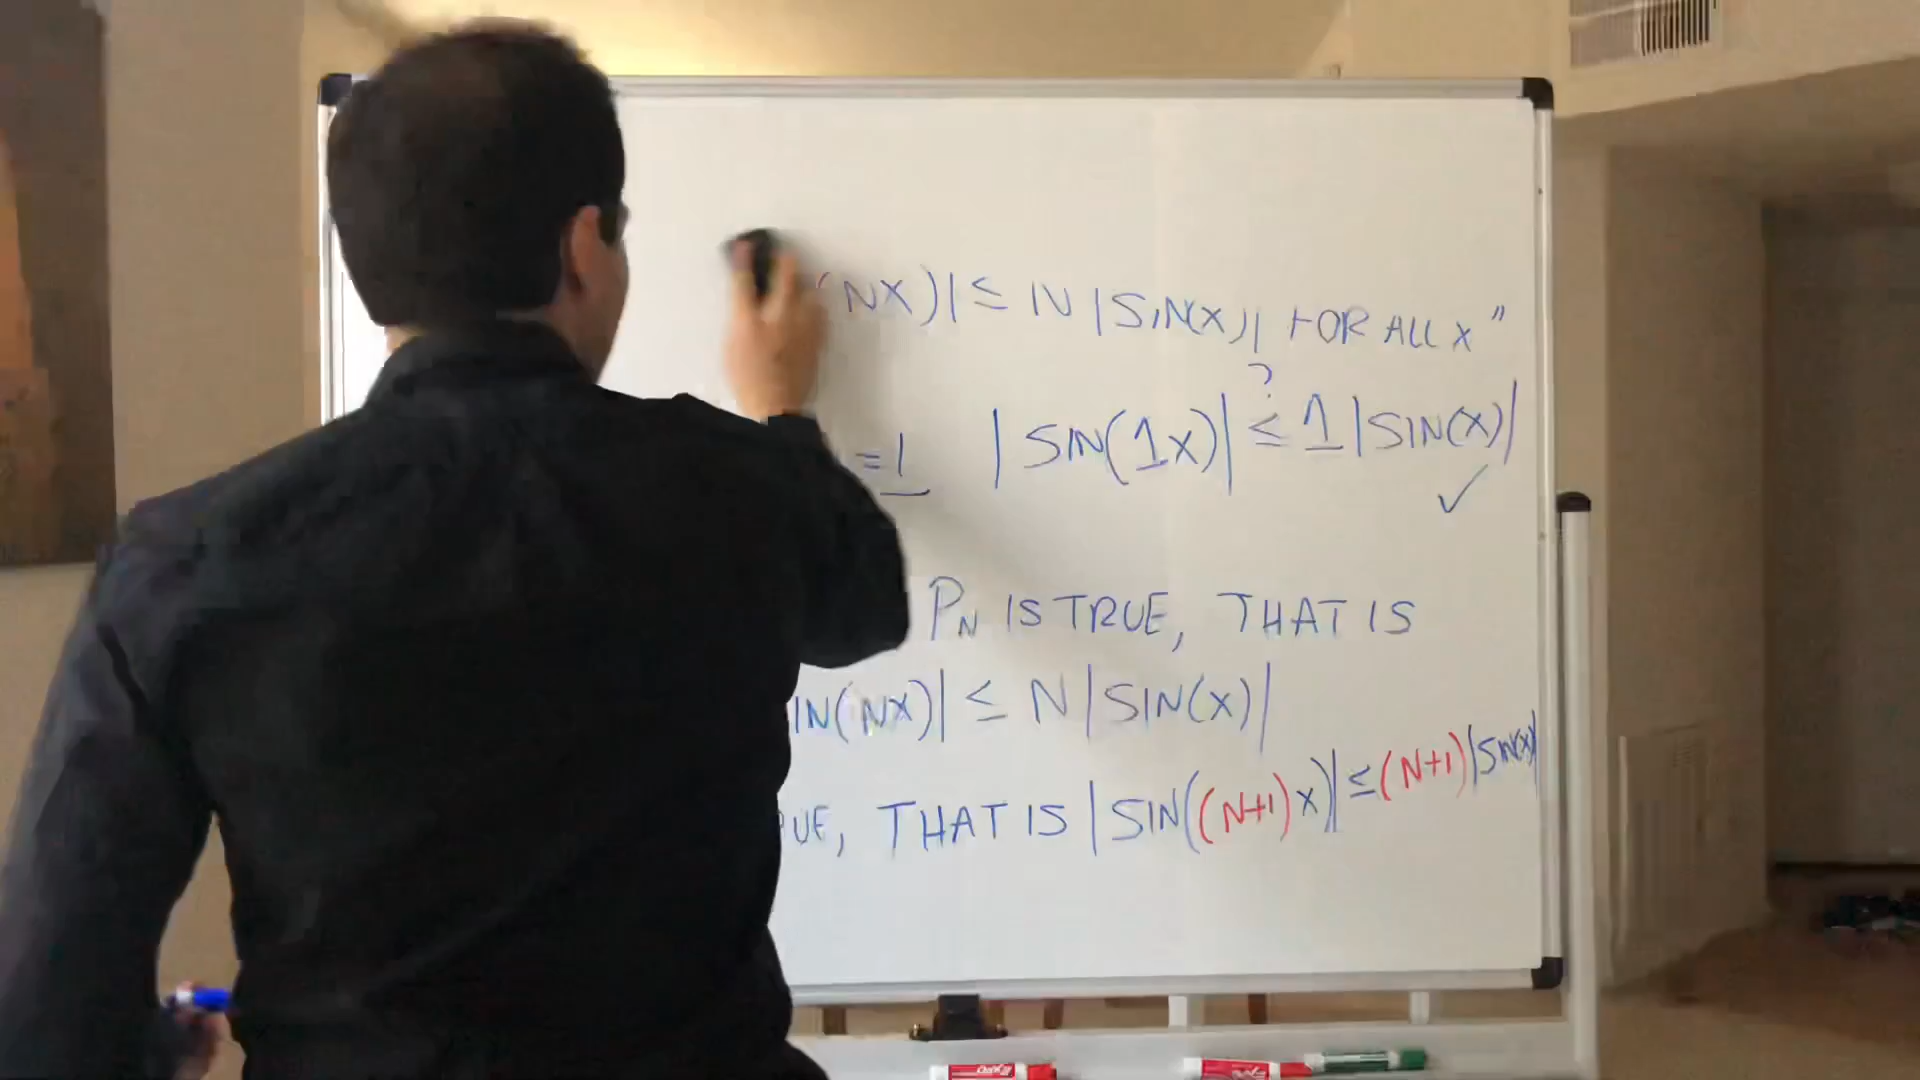 (NX)| ≤ N |SIN(X)| FOR ALL X"
=1 |SIN(1X)| ≤? 1 |SIN(X)| ✓
PN IS TRUE, THAT IS
IN(NX)| ≤ N |SIN(X)|
UE, THAT IS |SIN((N+1)X)| ≤ (N+1)|SIN(X)|
EXPO